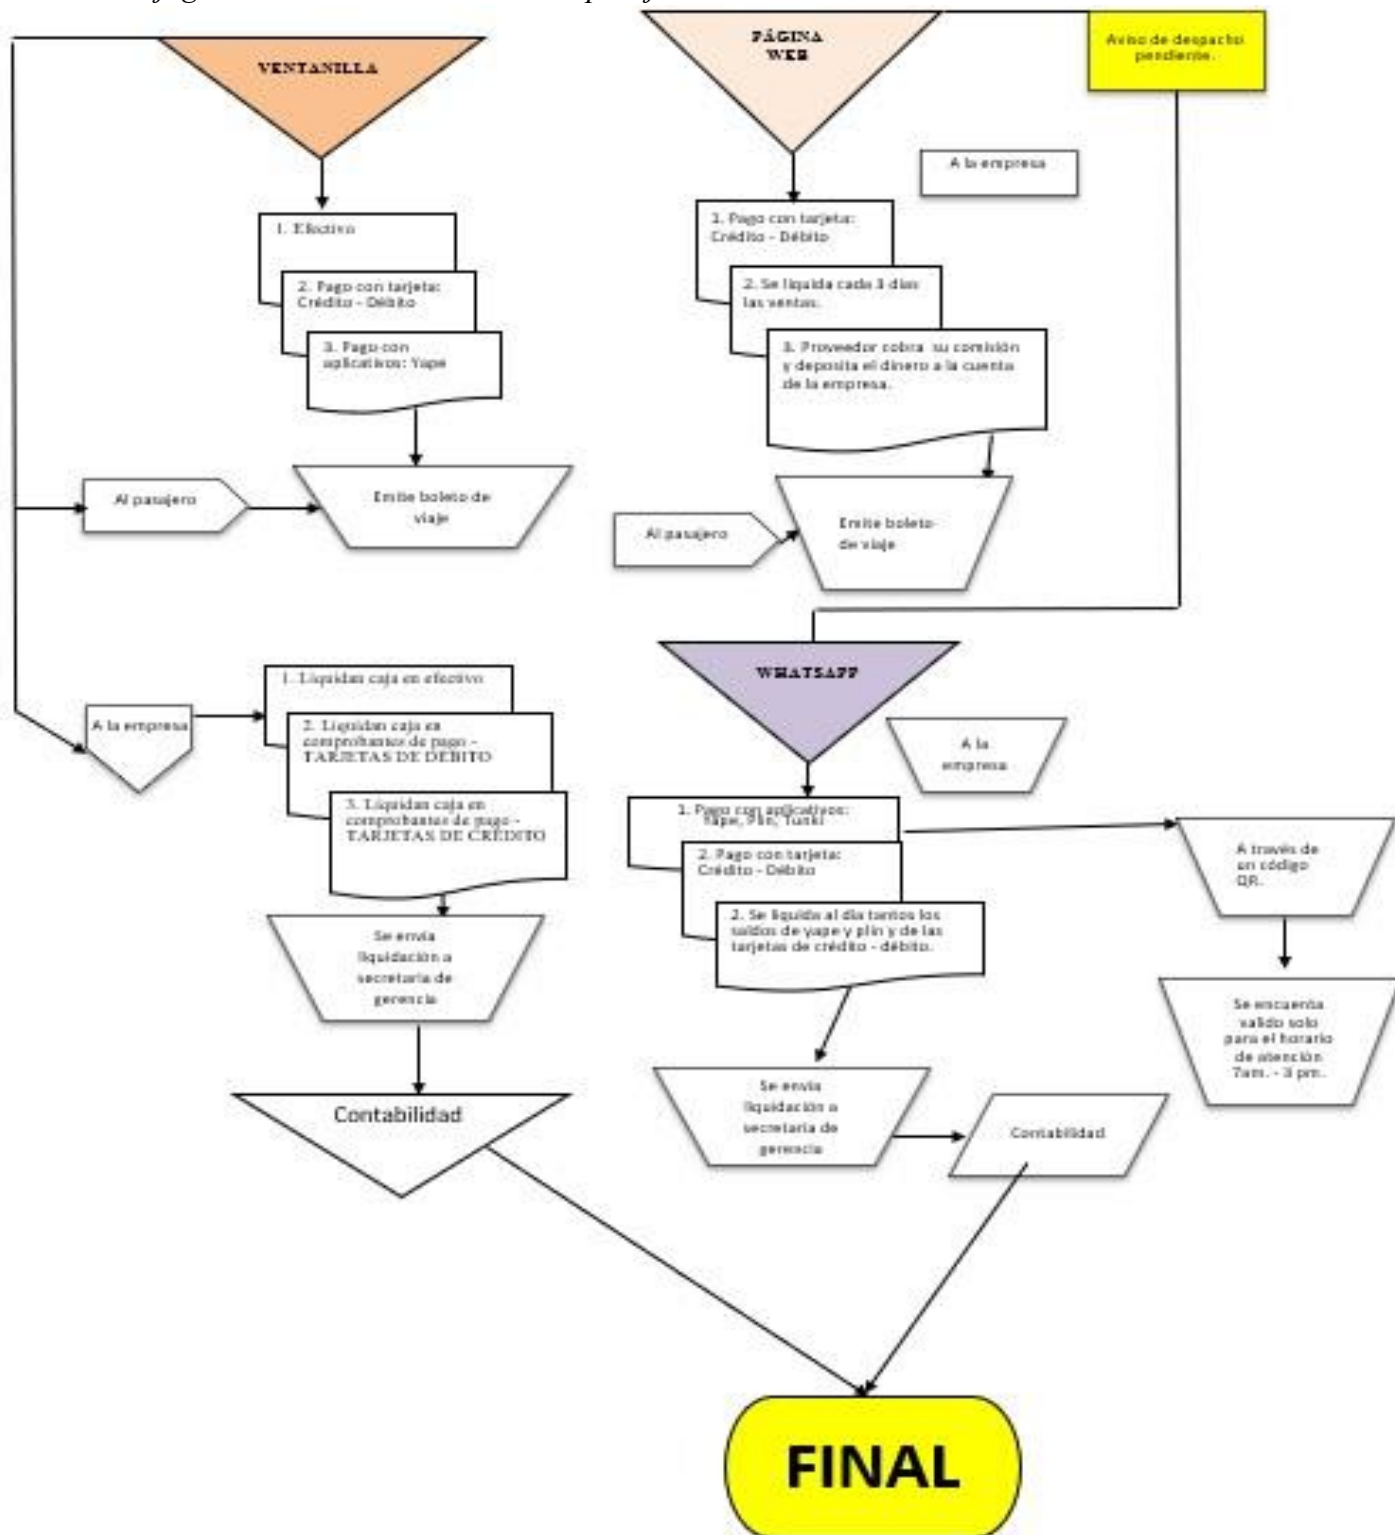 VENTANILLA
1. Efectivo
2. Pago con tarjeta:
Crédito - Débito
3. Pago con
aplicativos: Yape
Al pasajero
Emite boleto de
viaje
A la empresa
1. Liquidan caja en efectivo
2. Liquidan caja en
comprobantes de pago -
TARJETAS DE DÉBITO
3. Liquidan caja en
comprobantes de pago -
TARJETAS DE CRÉDITO
Se envia
liquidación a
secretaria de
gerencia
Contabilidad
PÁGINA
WEB
Aviso de despacho
pendiente.
A la empresa
1. Pago con tarjeta:
Crédito - Débito
2. Se liquida cada 3 días
las ventas.
3. Proveedor cobra su comisión
y deposita el dinero a la cuenta
de la empresa.
Al pasajero
Emite boleto
de viaje
WHATSAPP
A la
empresa
1. Pago con aplicativos:
Yape, Plin, Tunki
2. Pago con tarjeta:
Crédito - Débito
2. Se liquida al día tantos los
saldos de yape y plin y de las
tarjetas de crédito - débito.
A través de
un código
QR.
Se encuenta
valido solo
para el horario
de atención
7am. - 3 pm.
Se envia
liquidación a
secretaria de
gerencia
Contabilidad
FINAL